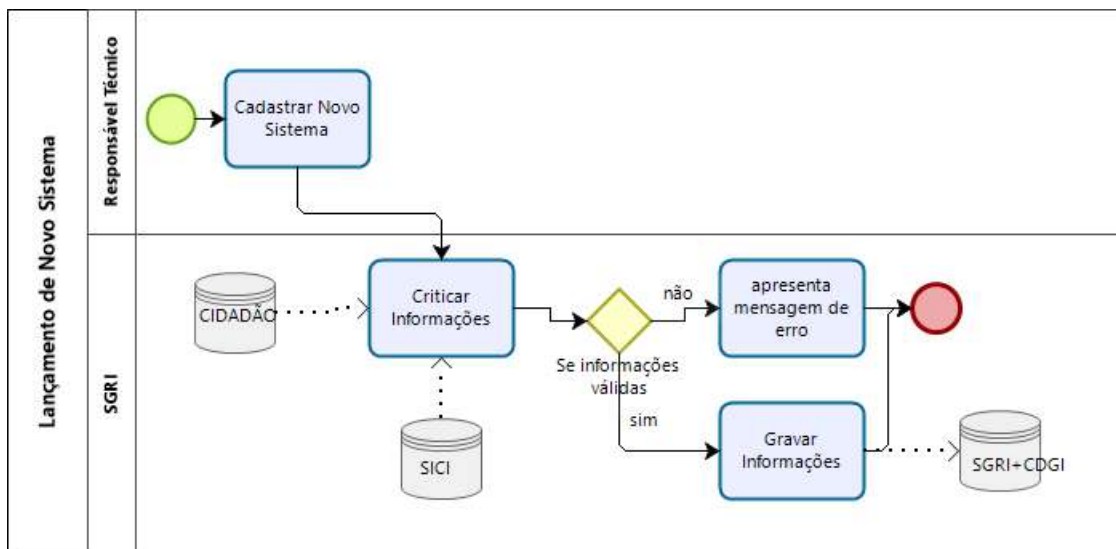 Lançamento de Novo Sistema
Responsável Técnico
Cadastrar Novo
Sistema
SGRI
CIDADÃO
Criticar
Informações
SICI
Se informações
válidas
não
sim
apresenta
mensagem de
erro
Gravar
Informações
SGRI+CDGI